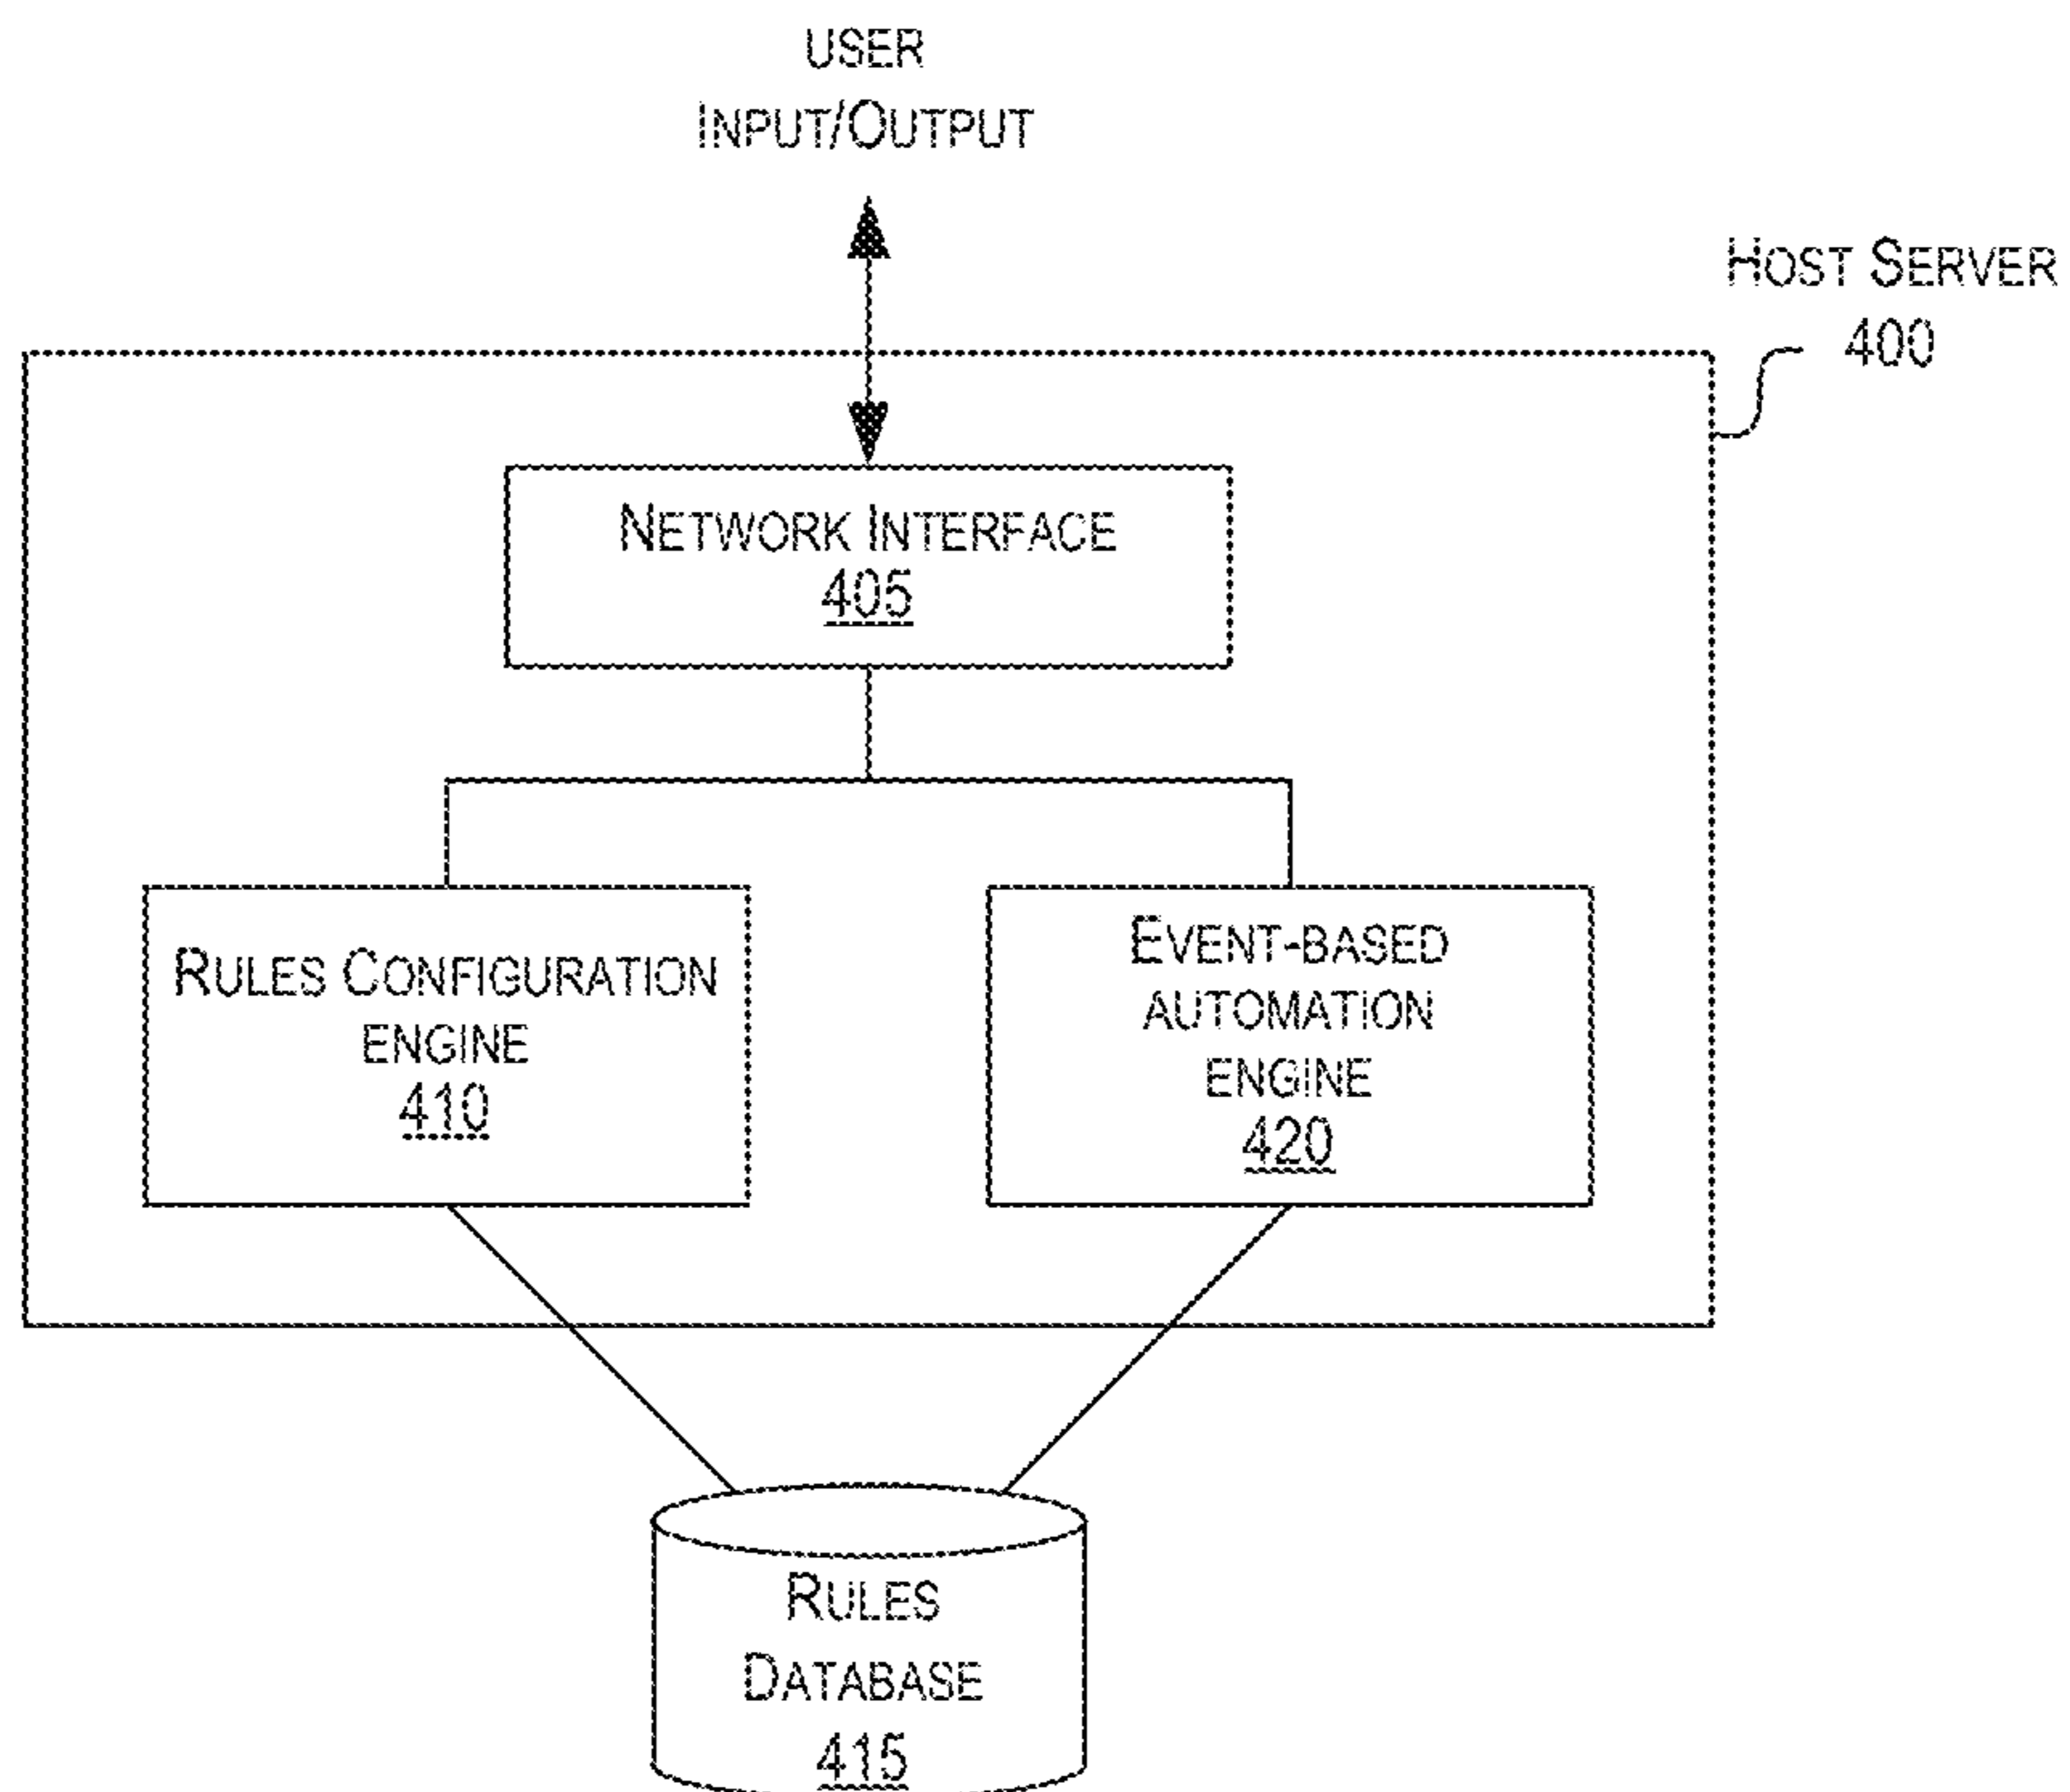 USER
INPUT/OUTPUT
HOST SERVER
400
NETWORK INTERFACE
405
RULES CONFIGURATION
ENGINE
410
EVENT-BASED
AUTOMATION
ENGINE
420
RULES
DATABASE
415